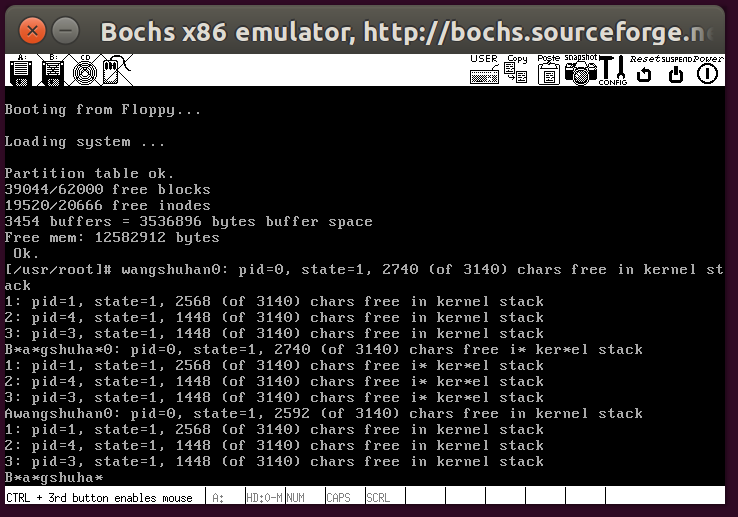 Bochs x86 emulator, http://bochs.sourceforge.ne
A: B: CD USER Copy Paste snapshot CONFIG Reset SUSPEND Power
Booting from Floppy...
Loading system ...
Partition table ok.
39044/62000 free blocks
19520/20666 free inodes
3454 buffers = 3536896 bytes buffer space
Free mem: 12582912 bytes
Ok.
[/usr/root]# wangshuhan0: pid=0, state=1, 2740 (of 3140) chars free in kernel st
ack
1: pid=1, state=1, 2568 (of 3140) chars free in kernel stack
2: pid=4, state=1, 1448 (of 3140) chars free in kernel stack
3: pid=3, state=1, 1448 (of 3140) chars free in kernel stack
B*a*gshuha*0: pid=0, state=1, 2740 (of 3140) chars free i* ker*el stack
1: pid=1, state=1, 2568 (of 3140) chars free i* ker*el stack
2: pid=4, state=1, 1448 (of 3140) chars free i* ker*el stack
3: pid=3, state=1, 1448 (of 3140) chars free i* ker*el stack
Awangshuhan0: pid=0, state=1, 2592 (of 3140) chars free in kernel stack
1: pid=1, state=1, 2568 (of 3140) chars free in kernel stack
2: pid=4, state=1, 1448 (of 3140) chars free in kernel stack
3: pid=3, state=1, 1448 (of 3140) chars free in kernel stack
B*a*gshuha*
CTRL + 3rd button enables mouse A: HD:0-M NUM CAPS SCRL